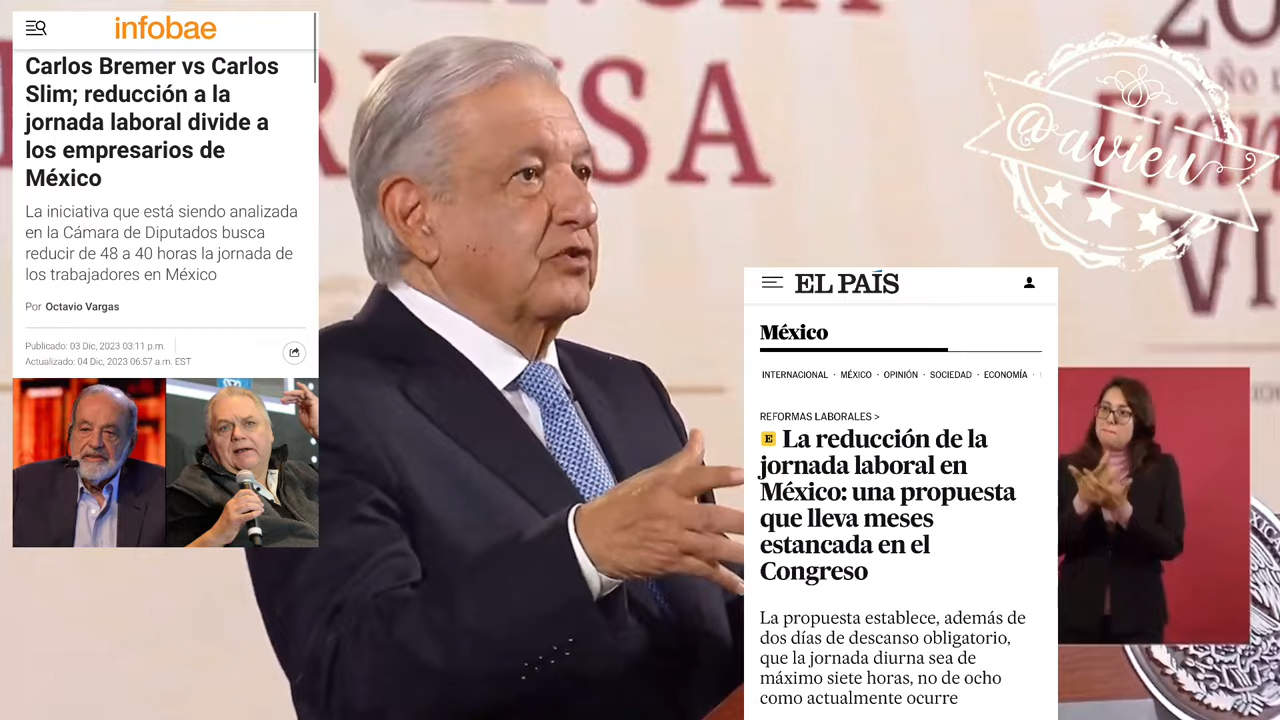 infobae
Carlos Bremer vs Carlos
Slim; reducción a la
jornada laboral divide a
los empresarios de
México
La iniciativa que está siendo analizada
en la Cámara de Diputados busca
reducir de 48 a 40 horas la jornada de
los trabajadores en México
Por Octavio Vargas
Publicado: 03 Dic, 2023 03:11 p.m.
Actualizado: 04 Dic, 2023 06:57 a.m. EST
@avieu
EL PAÍS
México
INTERNACIONAL · MÉXICO · OPINIÓN · SOCIEDAD · ECONOMÍA ·
REFORMAS LABORALES >
E La reducción de la
jornada laboral en
México: una propuesta
que lleva meses
estancada en el
Congreso
La propuesta establece, además de
dos días de descanso obligatorio,
que la jornada diurna sea de
máximo siete horas, no de ocho
como actualmente ocurre